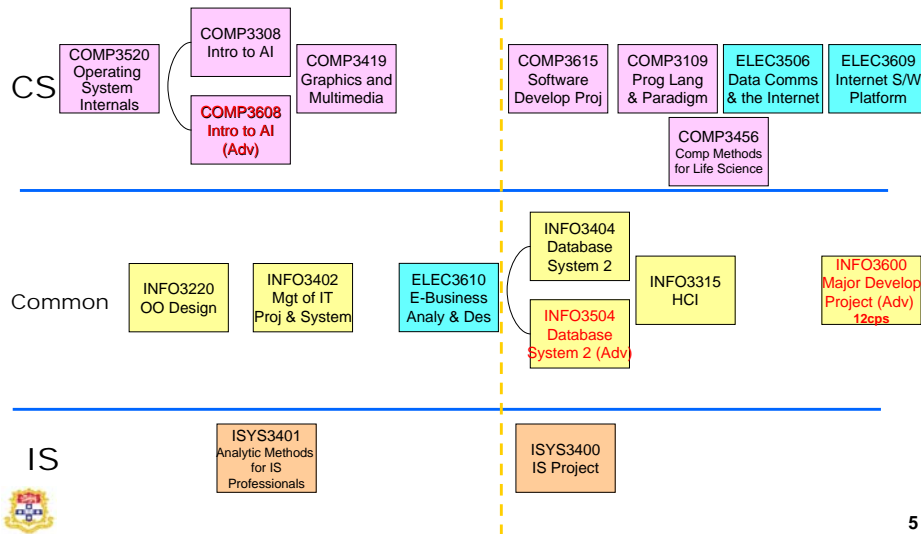 CS
COMP3520
Operating
System
Internals
COMP3308
Intro to AI
COMP3608
Intro to AI
(Adv)
COMP3419
Graphics and
Multimedia
COMP3615
Software
Develop Proj
COMP3109
Prog Lang
& Paradigm
ELEC3506
Data Comms
& the Internet
ELEC3609
Internet S/W
Platform
COMP3456
Comp Methods
for Life Science
Common
INFO3220
OO Design
INFO3402
Mgt of IT
Proj & System
ELEC3610
E-Business
Analy & Des
INFO3404
Database
System 2
INFO3504
Database
System 2 (Adv)
INFO3315
HCI
INFO3600
Major Develop
Project (Adv)
12cps
IS
ISYS3401
Analytic Methods
for IS
Professionals
ISYS3400
IS Project
5